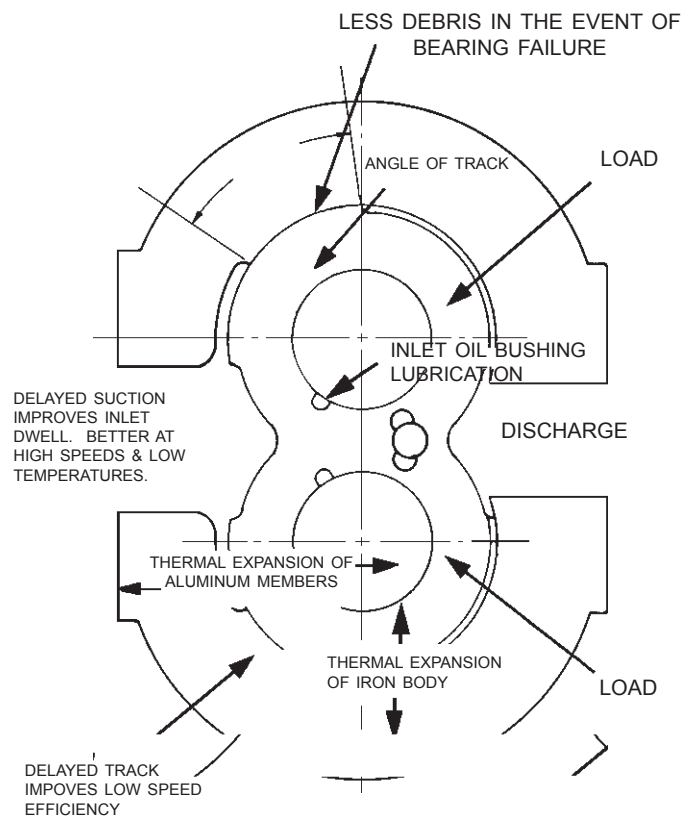 LESS DEBRIS IN THE EVENT OF
BEARING FAILURE
ANGLE OF TRACK
LOAD
INLET OIL BUSHING
LUBRICATION
DELAYED SUCTION
IMPROVES INLET
DWELL. BETTER AT
HIGH SPEEDS & LOW
TEMPERATURES.
DISCHARGE
THERMAL EXPANSION OF
ALUMINUM MEMBERS
THERMAL EXPANSION
OF IRON BODY
LOAD
DELAYED TRACK
IMPOVES LOW SPEED
EFFICIENCY